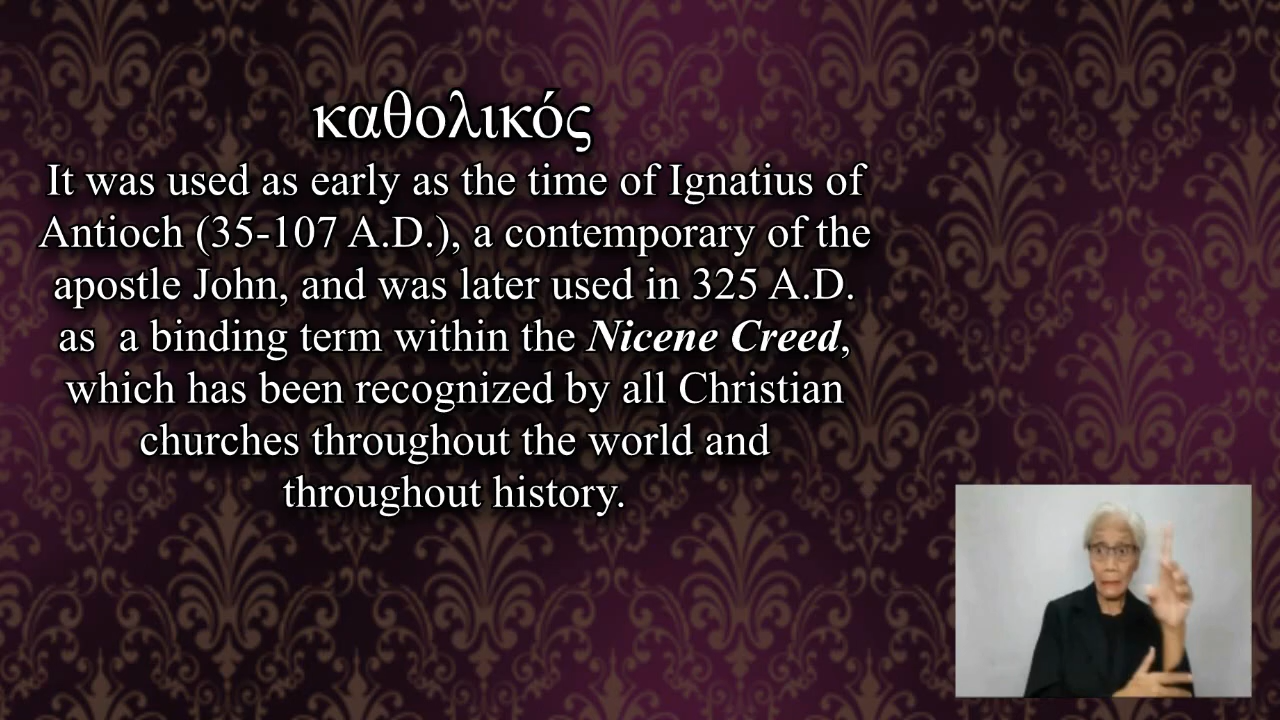 καθολικός
It was used as early as the time of Ignatius of
Antioch (35-107 A.D.), a contemporary of the
apostle John, and was later used in 325 A.D.
as  a binding term within the Nicene Creed,
which has been recognized by all Christian
churches throughout the world and
throughout history.